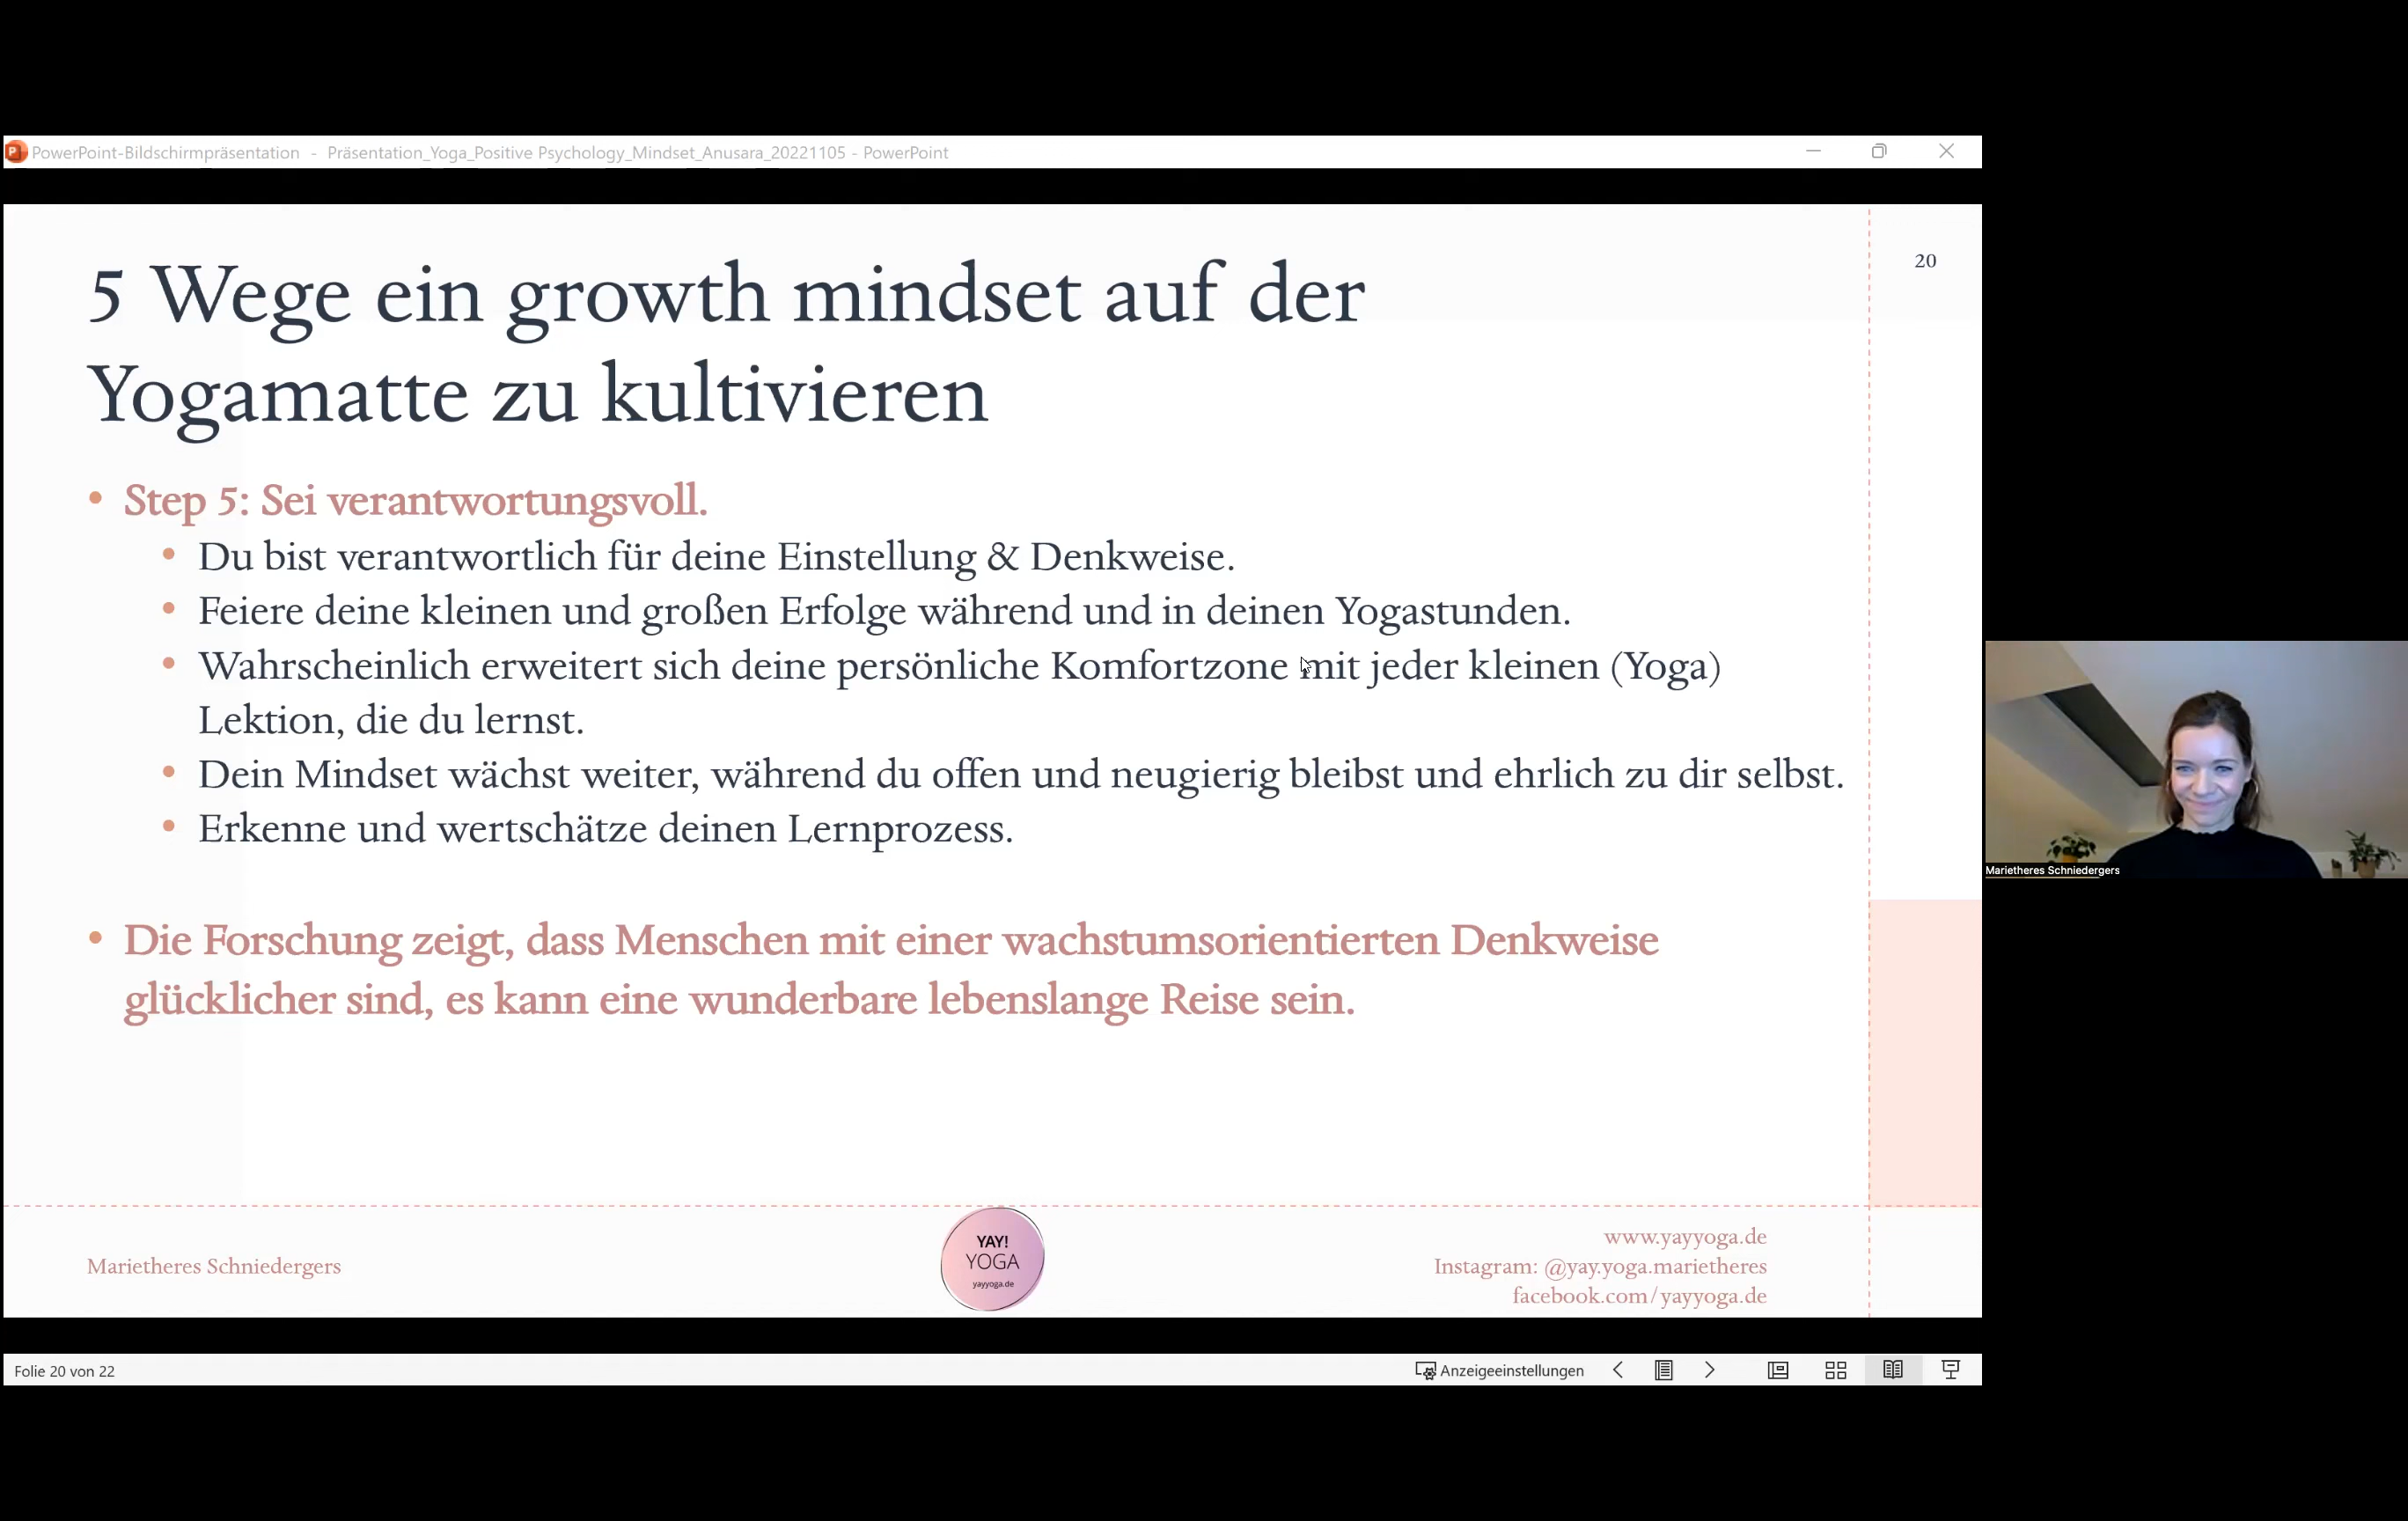 PowerPoint-Bildschirmpräsentation - Präsentation_Yoga_Positive Psychology_Mindset_Anusara_20221105 - PowerPoint
20
5 Wege ein growth mindset auf der
Yogamatte zu kultivieren
• Step 5: Sei verantwortungsvoll.
• Du bist verantwortlich für deine Einstellung & Denkweise.
• Feiere deine kleinen und großen Erfolge während und in deinen Yogastunden.
• Wahrscheinlich erweitert sich deine persönliche Komfortzone mit jeder kleinen (Yoga)
Lektion, die du lernst.
• Dein Mindset wächst weiter, während du offen und neugierig bleibst und ehrlich zu dir selbst.
• Erkenne und wertschätze deinen Lernprozess.
• Die Forschung zeigt, dass Menschen mit einer wachstumsorientierten Denkweise
glücklicher sind, es kann eine wunderbare lebenslange Reise sein.
Marietheres Schniedergers
YAY!
YOGA
yayyoga.de
www.yayyoga.de
Instagram: @yay.yoga.marietheres
facebook.com/yayyoga.de
Folie 20 von 22
Anzeigeeinstellungen
Marietheres Schniedergers